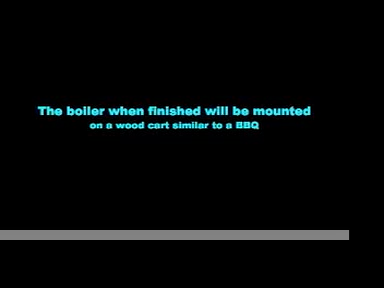 The boiler when finished will be mounted
on a wood cart similar to a BBQ